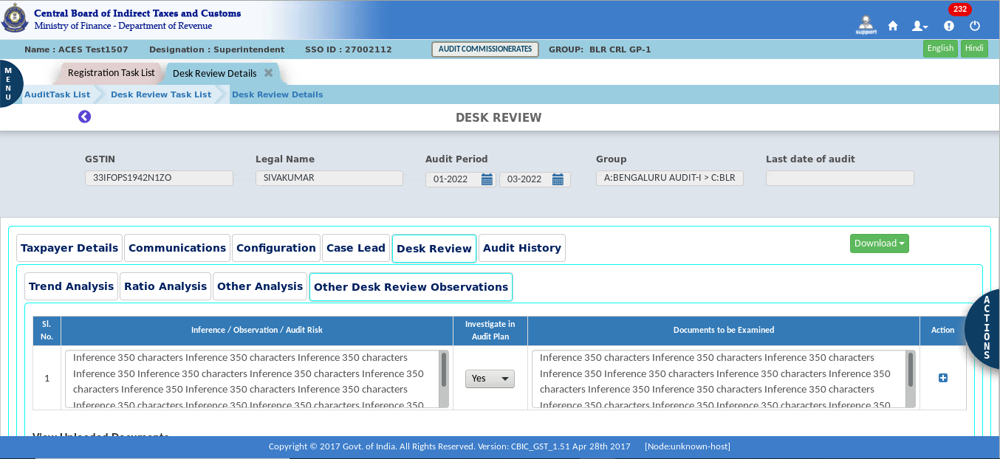 Central Board of Indirect Taxes and Customs
Ministry of Finance - Department of Revenue
232
support
Name : ACES Test1507 Designation : Superintendent SSO ID : 27002112 AUDIT COMMISSIONERATES GROUP: BLR CRL GP-1 English Hindi
MENU
Registration Task List Desk Review Details
AuditTask List Desk Review Task List Desk Review Details
DESK REVIEW
GSTIN Legal Name Audit Period Group Last date of audit
33IFOPS1942N1ZO SIVAKUMAR 01-2022 03-2022 A:BENGALURU AUDIT-I > C:BLR
Taxpayer Details Communications Configuration Case Lead Desk Review Audit History Download
Trend Analysis Ratio Analysis Other Analysis Other Desk Review Observations
ACTIONS
Sl. No. Inference / Observation / Audit Risk Investigate in Audit Plan Documents to be Examined Action
1
Inference 350 characters Inference 350 characters Inference 350 characters
Inference 350 Inference 350 characters Inference 350 characters Inference 350
characters Inference 350 Inference 350 characters Inference 350 characters
Inference 350 characters Inference 350 Inference 350 characters Inference 350
Yes
Inference 350 characters Inference 350 characters Inference 350 characters
Inference 350 Inference 350 characters Inference 350 characters Inference 350
characters Inference 350 Inference 350 characters Inference 350 characters
Inference 350 characters Inference 350 Inference 350 characters Inference 350
View Uploaded Documents
Copyright © 2017 Govt. of India. All Rights Reserved. Version: CBIC_GST_1.51 Apr 28th 2017 [Node:unknown-host]